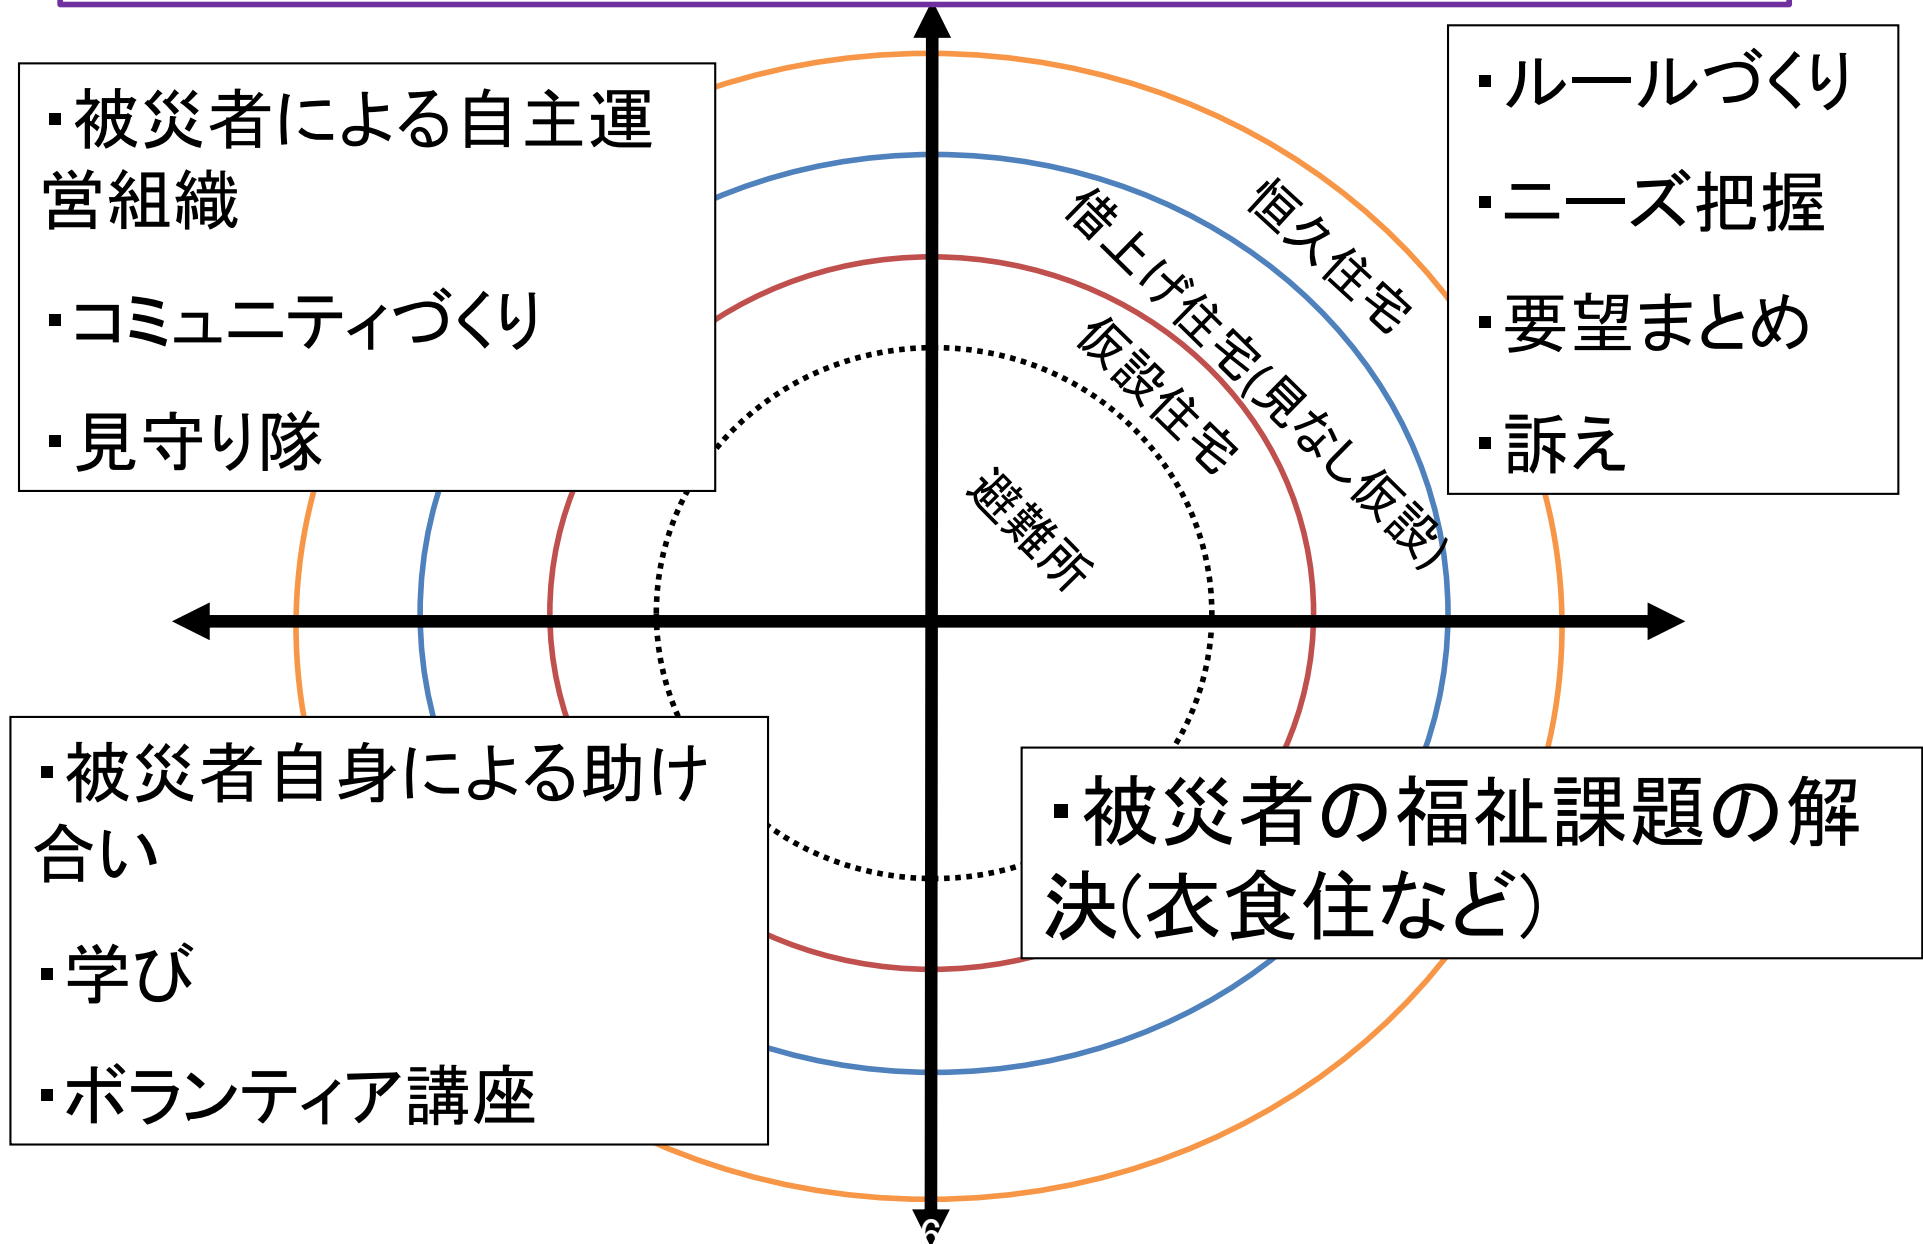 ・被災者による自主運
営組織
・コミュニティづくり
・見守り隊
・ルールづくり
・ニーズ把握
・要望まとめ
・訴え
恒久住宅
借上げ住宅(見なし仮設)
仮設住宅
避難所
・被災者自身による助け
合い
・学び
・ボランティア講座
・被災者の福祉課題の解
決(衣食住など)